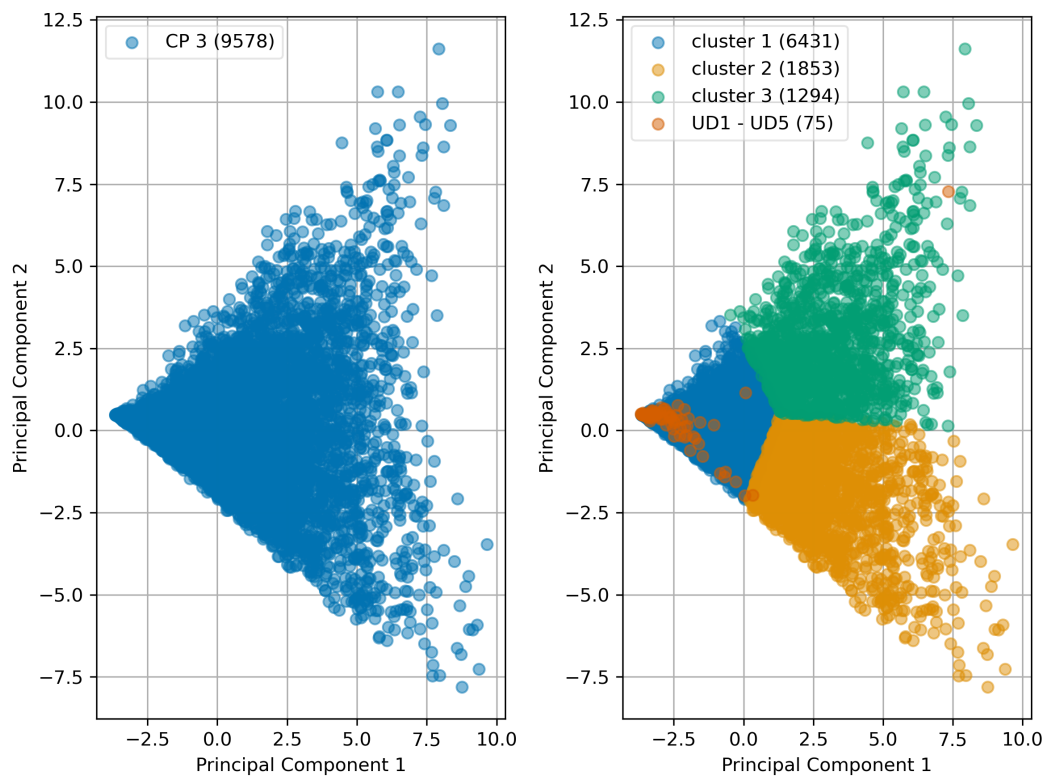 CP 3 (9578)
12.5
10.0
7.5
5.0
2.5
0.0
−2.5
−5.0
−7.5
Principal Component 2
−2.5 0.0 2.5 5.0 7.5 10.0
Principal Component 1
cluster 1 (6431)
cluster 2 (1853)
cluster 3 (1294)
UD1 - UD5 (75)
12.5
10.0
7.5
5.0
2.5
0.0
−2.5
−5.0
−7.5
Principal Component 2
−2.5 0.0 2.5 5.0 7.5 10.0
Principal Component 1